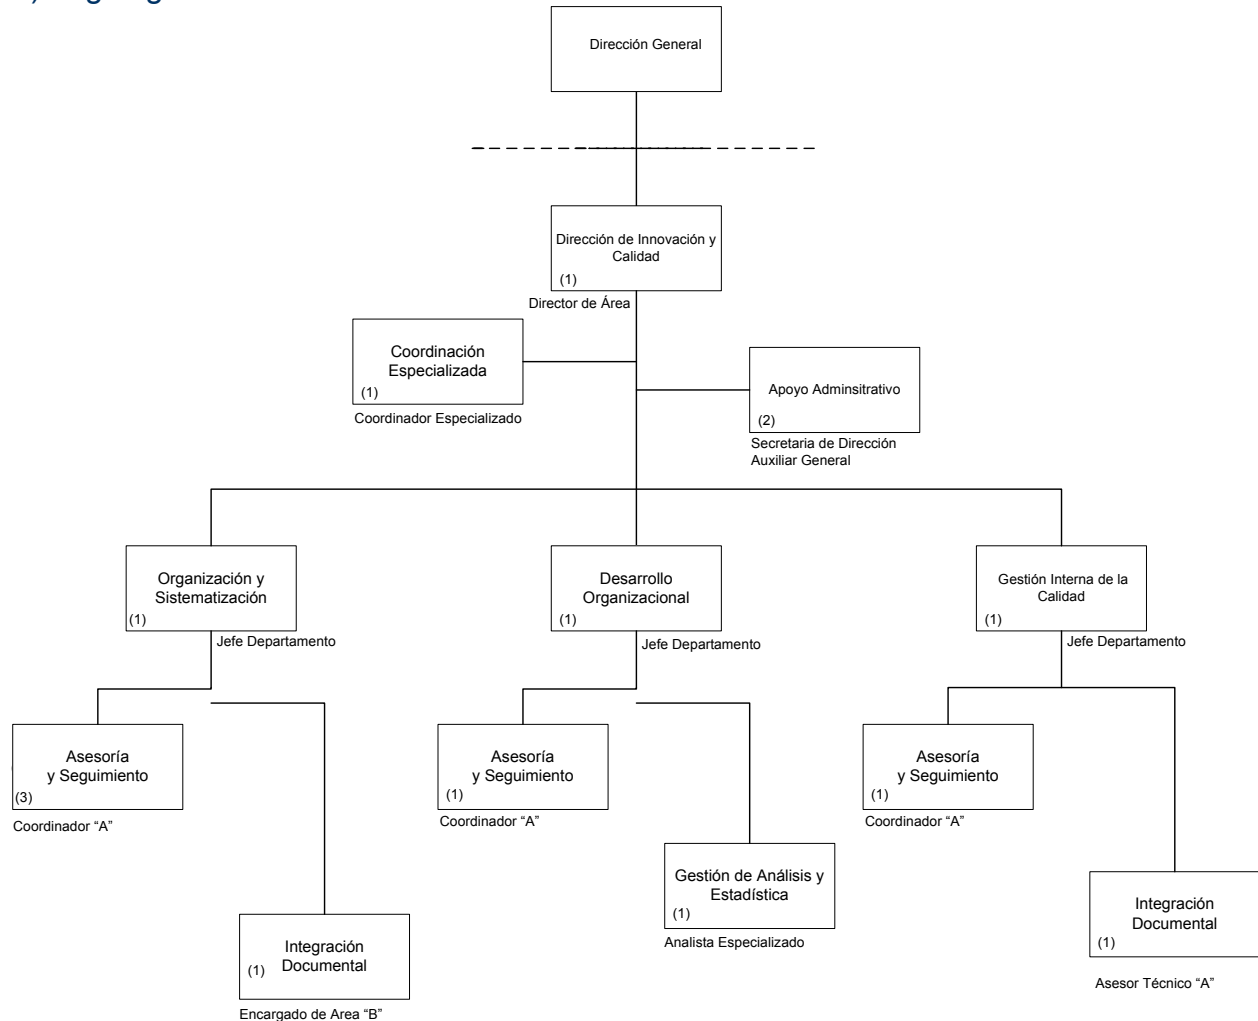 Dirección General
Dirección de Innovación y
Calidad
(1)
Director de Área
Coordinación
Especializada
(1)
Coordinador Especializado
Apoyo Adminsitrativo
(2)
Secretaria de Dirección
Auxiliar General
Organización y
Sistematización
(1)
Jefe Departamento
Desarrollo
Organizacional
(1)
Jefe Departamento
Gestión Interna de la
Calidad
(1)
Jefe Departamento
Asesoría
y Seguimiento
(3)
Coordinador “A”
Asesoría
y Seguimiento
(1)
Coordinador “A”
Asesoría
y Seguimiento
(1)
Coordinador “A”
Gestión de Análisis y
Estadística
(1)
Analista Especializado
Integración
Documental
(1)
Encargado de Area “B”
Integración
Documental
(1)
Asesor Técnico “A”